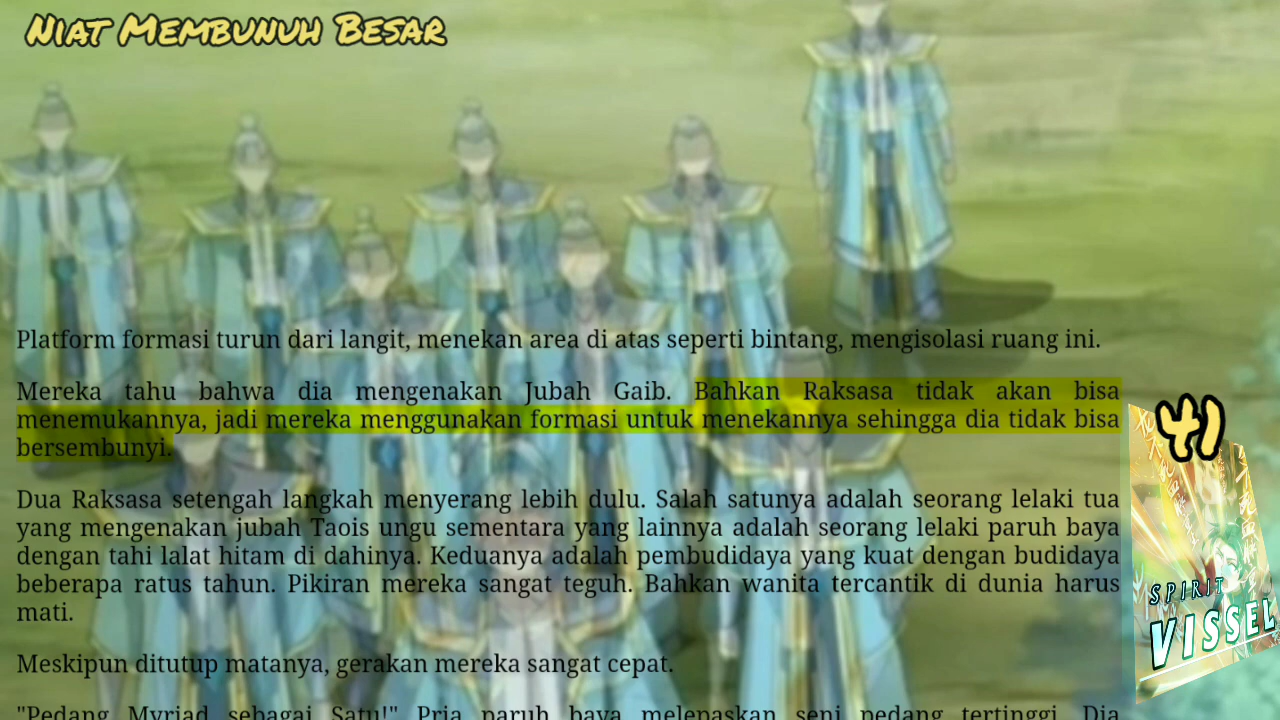 Niat Membunuh Besar
Platform formasi turun dari langit, menekan area di atas seperti bintang, mengisolasi ruang ini.
Mereka tahu bahwa dia mengenakan Jubah Gaib. Bahkan Raksasa tidak akan bisa
menemukannya, jadi mereka menggunakan formasi untuk menekannya sehingga dia tidak bisa
bersembunyi.
Dua Raksasa setengah langkah menyerang lebih dulu. Salah satunya adalah seorang lelaki tua
yang mengenakan jubah Taois ungu sementara yang lainnya adalah seorang lelaki paruh baya
dengan tahi lalat hitam di dahinya. Keduanya adalah pembudidaya yang kuat dengan budidaya
beberapa ratus tahun. Pikiran mereka sangat teguh. Bahkan wanita tercantik di dunia harus
mati.
Meskipun ditutup matanya, gerakan mereka sangat cepat.
"Pedang Myriad sebagai Satu!" Pria paruh baya melepaskan seni pedang tertinggi. Dia
41
SPIRIT
VISSEL